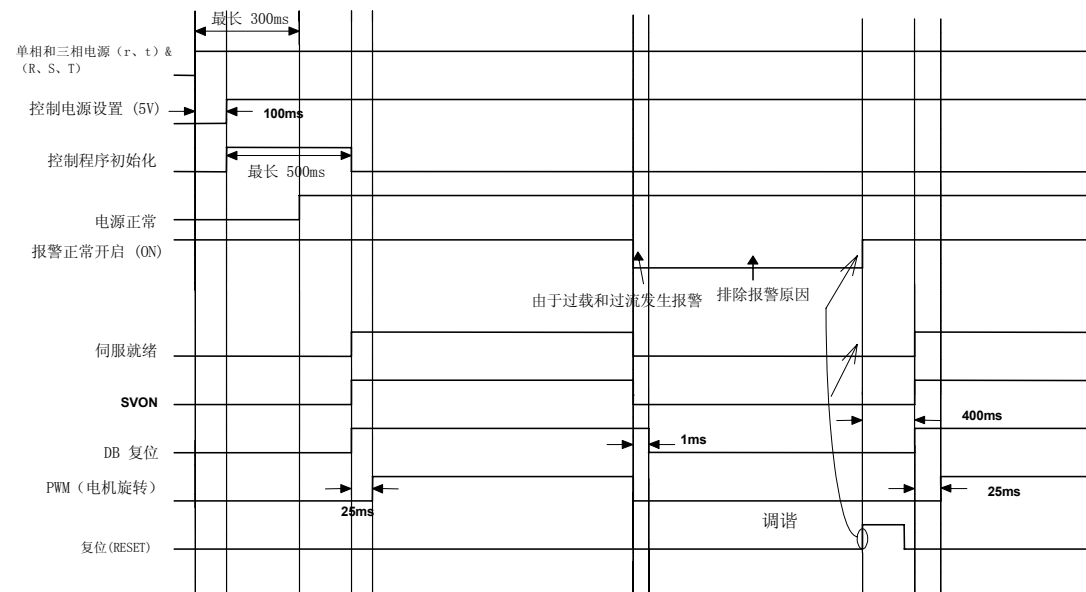 最长 300ms
单相和三相电源（r、t）&
（R、S、T）
控制电源设置 (5V)
100ms
控制程序初始化
最长 500ms
电源正常
报警正常开启 (ON)
由于过载和过流发生报警
排除报警原因
伺服就绪
SVON
400ms
DB 复位
1ms
PWM（电机旋转）
25ms
25ms
调谐
复位(RESET)